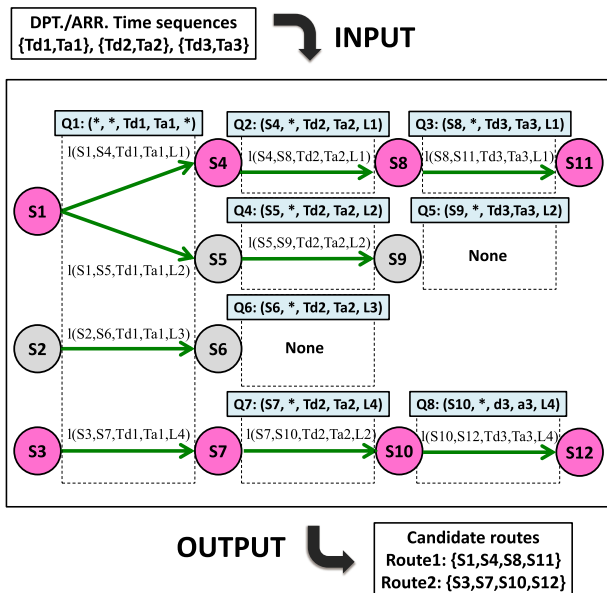 DPT./ARR. Time sequences
{Td1,Ta1}, {Td2,Ta2}, {Td3,Ta3}
INPUT
Q1: (*, *, Td1, Ta1, *)
Q2: (S4, *, Td2, Ta2, L1)
Q3: (S8, *, Td3, Ta3, L1)
l(S1,S4,Td1,Ta1,L1)
l(S4,S8,Td2,Ta2,L1)
l(S8,S11,Td3,Ta3,L1)
S4
S8
S11
S1
Q4: (S5, *, Td2, Ta2, L2)
Q5: (S9, *, Td3,Ta3, L2)
l(S5,S9,Td2,Ta2,L2)
S5
S9
None
l(S1,S5,Td1,Ta1,L2)
Q6: (S6, *, Td2, Ta2, L3)
l(S2,S6,Td1,Ta1,L3)
S2
S6
None
Q7: (S7, *, Td2, Ta2, L4)
Q8: (S10, *, d3, a3, L4)
l(S3,S7,Td1,Ta1,L4)
l(S7,S10,Td2,Ta2,L2)
l(S10,S12,Td3,Ta3,L4)
S3
S7
S10
S12
OUTPUT
Candidate routes
Route1: {S1,S4,S8,S11}
Route2: {S3,S7,S10,S12}